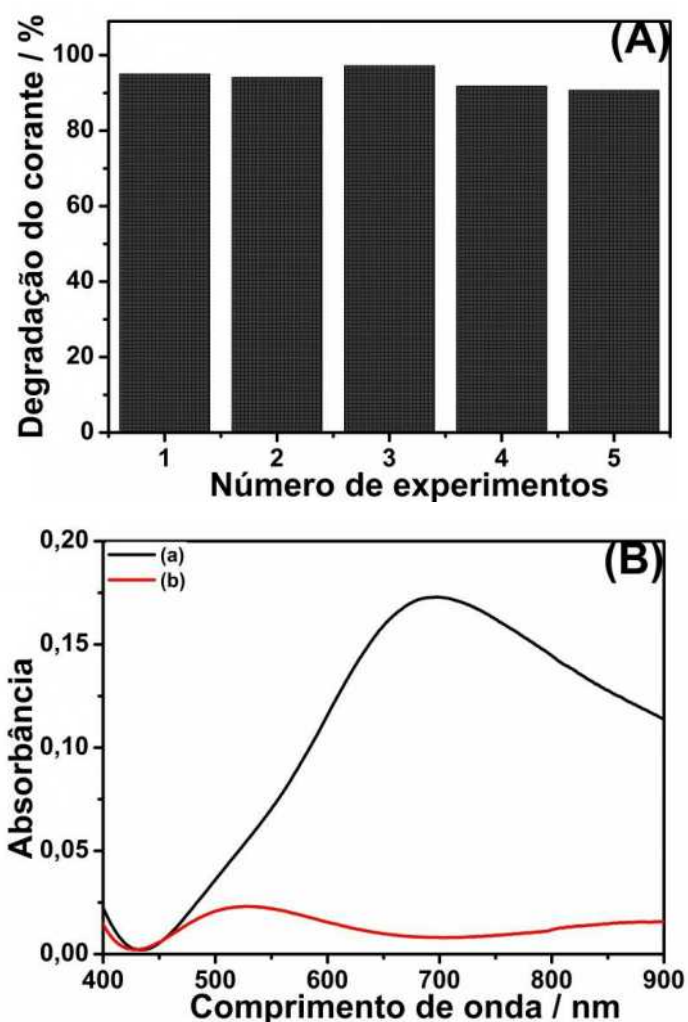 (A)
Degradação do corante / %
100
80
60
40
20
0
1 2 3 4 5
Número de experimentos
(B)
(a)
(b)
Absorbância
0,20
0,15
0,10
0,05
0,00
400 500 600 700 800 900
Comprimento de onda / nm